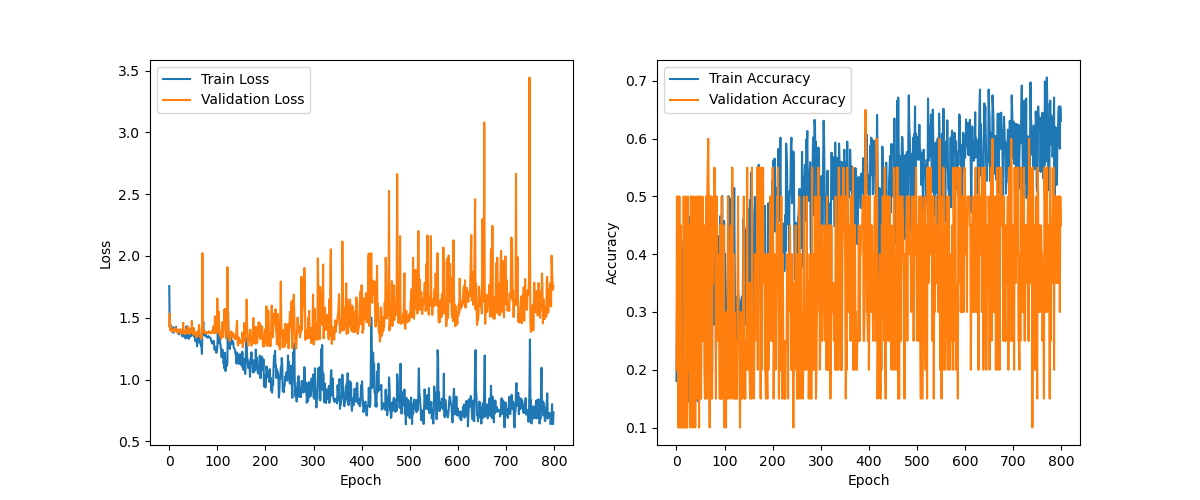 Train Loss
Validation Loss
3.5
3.0
2.5
2.0
1.5
1.0
0.5
Loss
0 100 200 300 400 500 600 700 800
Epoch
Train Accuracy
Validation Accuracy
0.7
0.6
0.5
0.4
0.3
0.2
0.1
Accuracy
0 100 200 300 400 500 600 700 800
Epoch